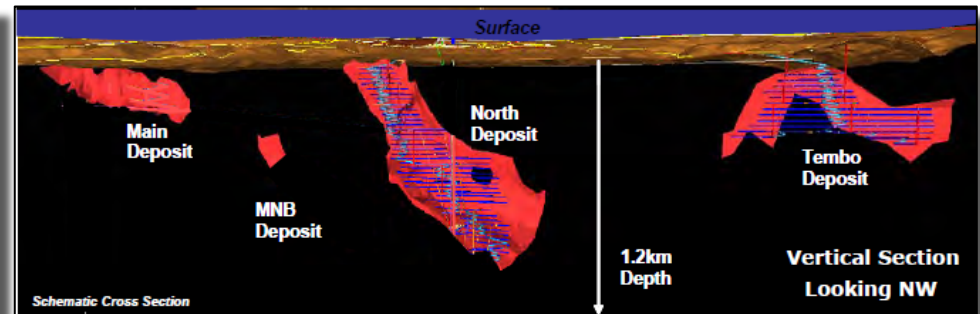 Surface
Main
Deposit
North
Deposit
Tembo
Deposit
MNB
Deposit
1.2km
Depth
Vertical Section
Looking NW
Schematic Cross Section